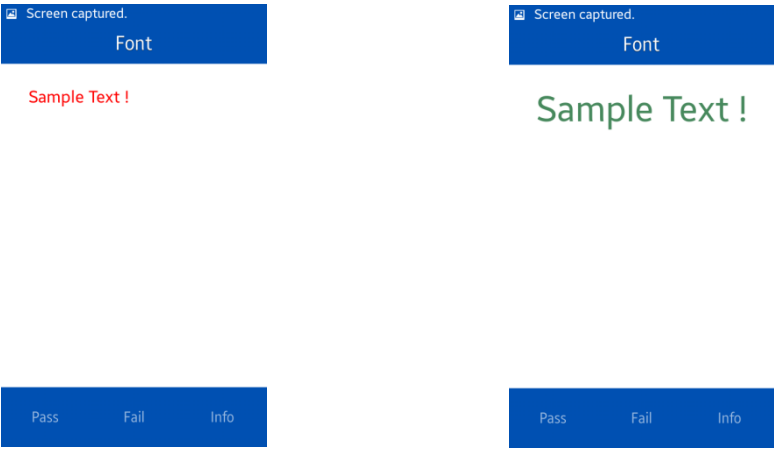 Screen captured.
Font
Sample Text !
Pass Fail Info
Screen captured.
Font
Sample Text !
Pass Fail Info